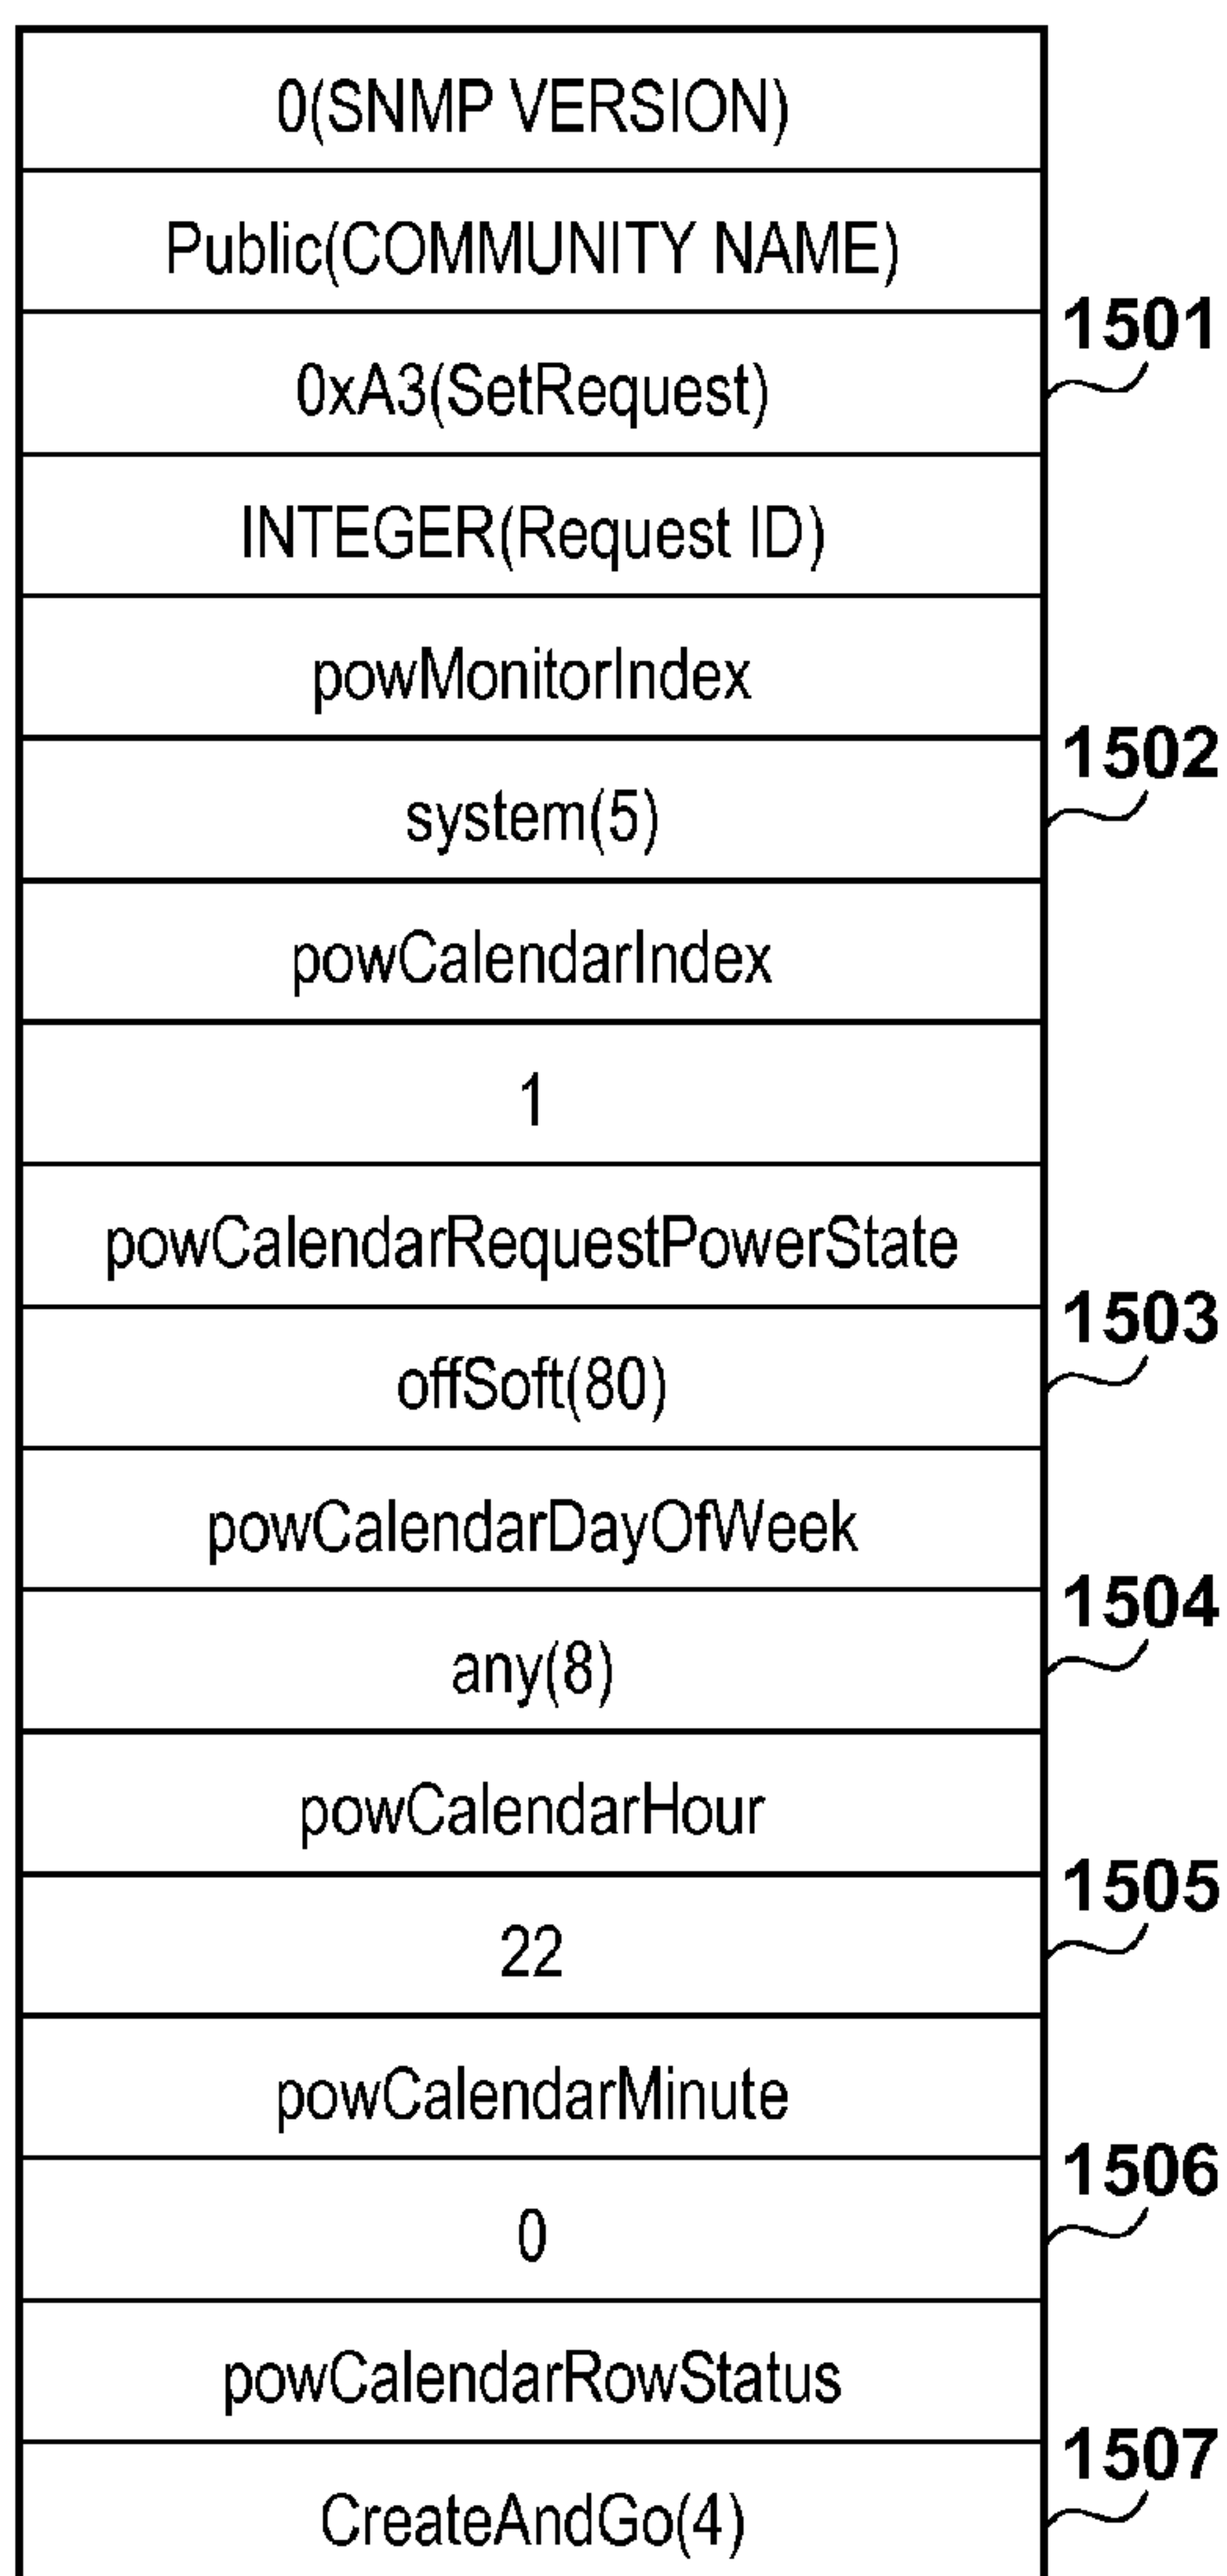 0(SNMP VERSION)
Public(COMMUNITY NAME)
1501
0xA3(SetRequest)
INTEGER(Request ID)
powMonitorIndex
1502
system(5)
powCalendarIndex
1
powCalendarRequestPowerState
1503
offSoft(80)
powCalendarDayOfWeek
1504
any(8)
powCalendarHour
1505
22
powCalendarMinute
1506
0
powCalendarRowStatus
1507
CreateAndGo(4)